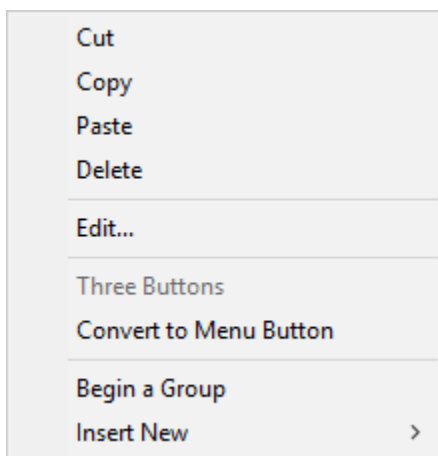 Cut
Copy
Paste
Delete
Edit...
Three Buttons
Convert to Menu Button
Begin a Group
Insert New